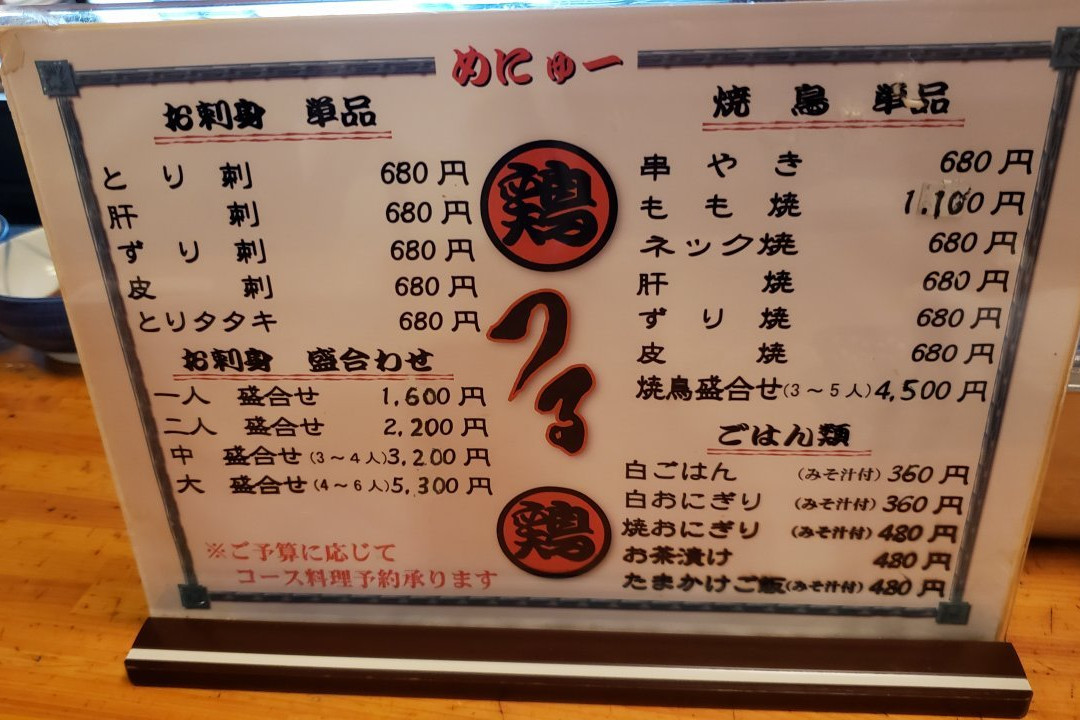 めにゅー
お刺身 単品
とり刺 680円
肝刺 680円
ずり刺 680円
皮刺 680円
とりタタキ 680円
お刺身 盛合わせ
一人 盛合せ 1,600円
二人 盛合せ 2,200円
中 盛合せ(3～4人)3,200円
大 盛合せ(4～6人)5,300円
※ご予算に応じて
コース料理予約承ります
鶏
つる
鶏
焼鳥 単品
串やき 680円
もも焼 1.100円
ネック焼 680円
肝焼 680円
ずり焼 680円
皮焼 680円
焼鳥盛合せ(3～5人)4,500円
ごはん類
白ごはん (みそ汁付) 360円
白おにぎり (みそ汁付) 360円
焼おにぎり (みそ汁付) 480円
お茶漬け 480円
たまかけご飯(みそ汁付) 480円